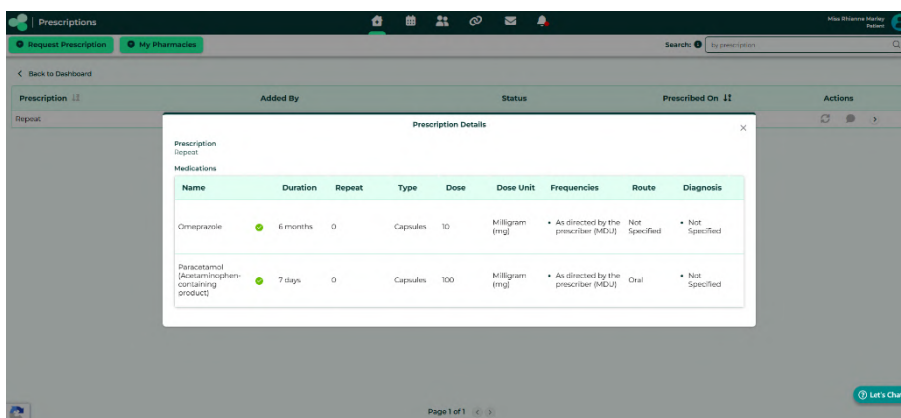 Prescriptions
Miss Rhianne Marley
Patient
Request Prescription My Pharmacies Search: by prescription
Back to Dashboard
Prescription Added By Status Prescribed On Actions
Repeat
Prescription Details
Prescription
Repeat
Medications
Name Duration Repeat Type Dose Dose Unit Frequencies Route Diagnosis
Omeprazole 6 months 0 Capsules 10 Milligram (mg) • As directed by the prescriber (MDU) Not Specified • Not Specified
Paracetamol (Acetaminophen-containing product) 7 days 0 Capsules 100 Milligram (mg) • As directed by the prescriber (MDU) Oral • Not Specified
Page 1 of 1
Let's Cha